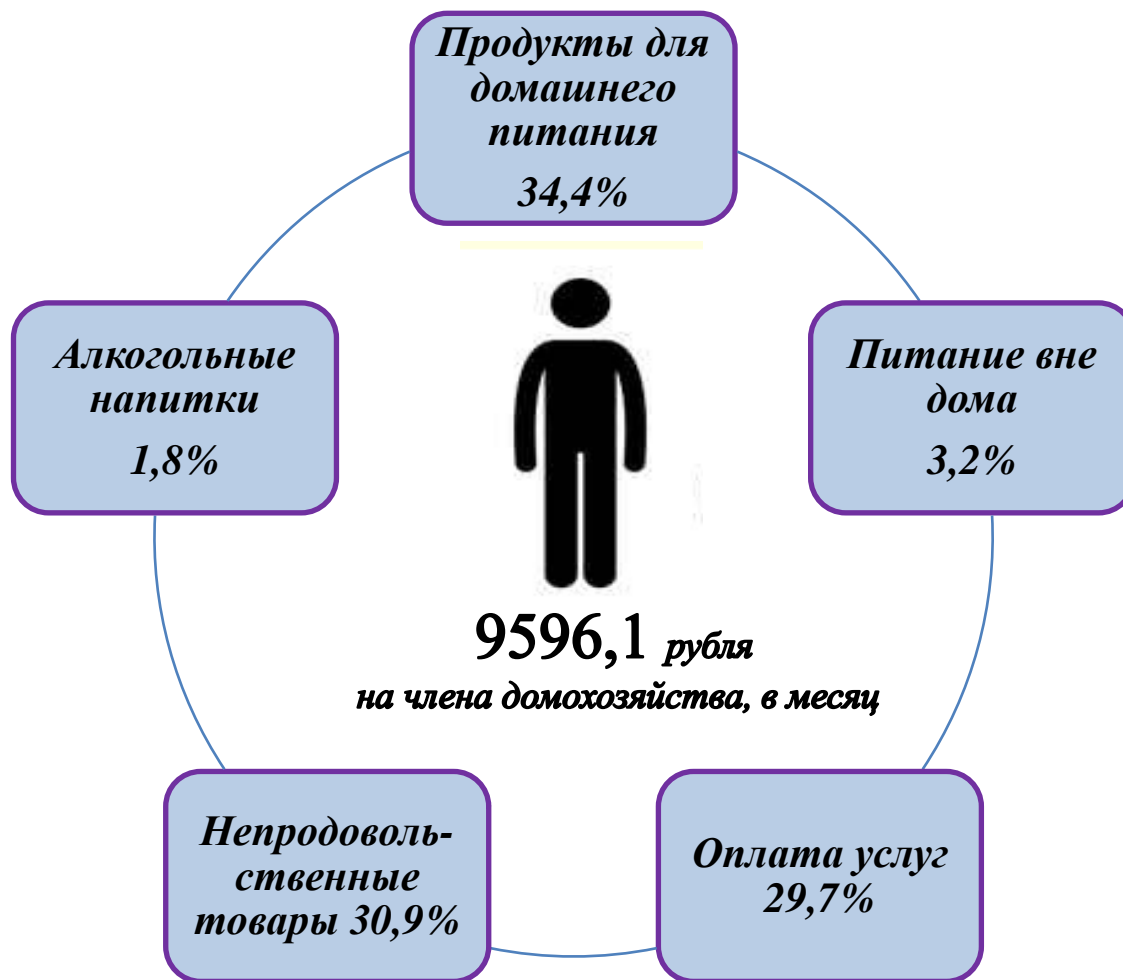 Продукты для
домашнего
питания
34,4%
Алкогольные
напитки
1,8%
Питание вне
дома
3,2%
9596,1 рубля
на члена домохозяйства, в месяц
Непродоволь-
ственные
товары 30,9%
Оплата услуг
29,7%